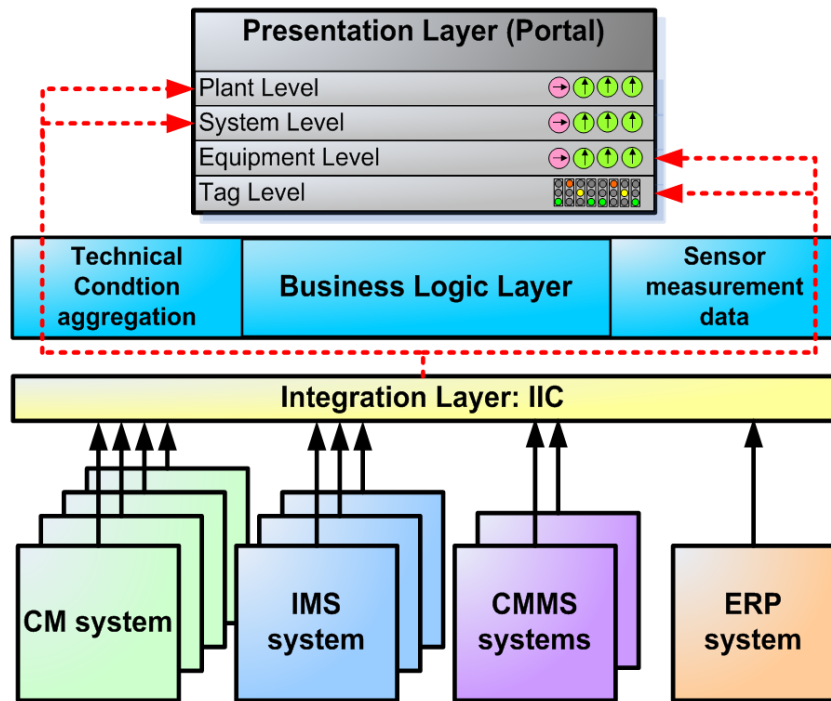 Presentation Layer (Portal)
Plant Level
System Level
Equipment Level
Tag Level
Technical
Condtion
aggregation
Business Logic Layer
Sensor
measurement
data
Integration Layer: IIC
CM system
IMS
system
CMMS
systems
ERP
system